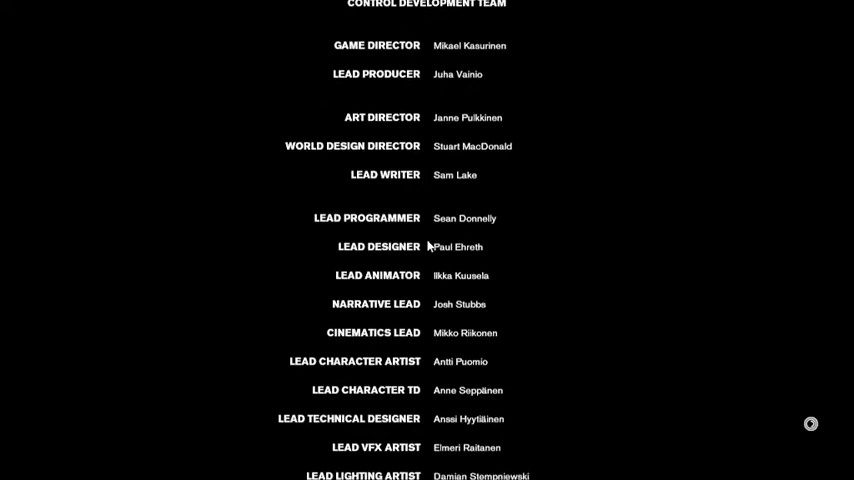 CONTROL DEVELOPMENT TEAM
GAME DIRECTOR Mikael Kasurinen
LEAD PRODUCER Juha Vainio
ART DIRECTOR Janne Pulkkinen
WORLD DESIGN DIRECTOR Stuart MacDonald
LEAD WRITER Sam Lake
LEAD PROGRAMMER Sean Donnelly
LEAD DESIGNER Paul Ehreth
LEAD ANIMATOR Ilkka Kuusela
NARRATIVE LEAD Josh Stubbs
CINEMATICS LEAD Mikko Riikonen
LEAD CHARACTER ARTIST Antti Puomio
LEAD CHARACTER TD Anne Seppänen
LEAD TECHNICAL DESIGNER Anssi Hyytiäinen
LEAD VFX ARTIST Elmeri Raitanen
LEAD LIGHTING ARTIST Damian Stempniewski